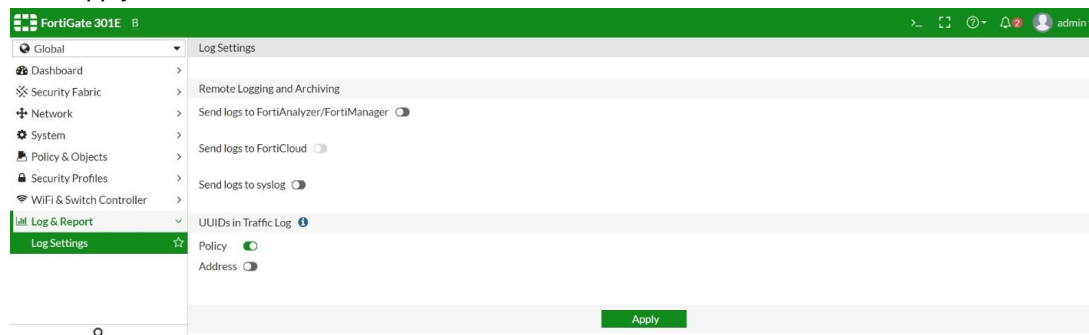 FortiGate 301E B
>_ 2 admin
Global
Dashboard
Security Fabric
Network
System
Policy & Objects
Security Profiles
WiFi & Switch Controller
Log & Report
Log Settings
Log Settings
Remote Logging and Archiving
Send logs to FortiAnalyzer/FortiManager
Send logs to FortiCloud
Send logs to syslog
UUIDs in Traffic Log
Policy
Address
Apply